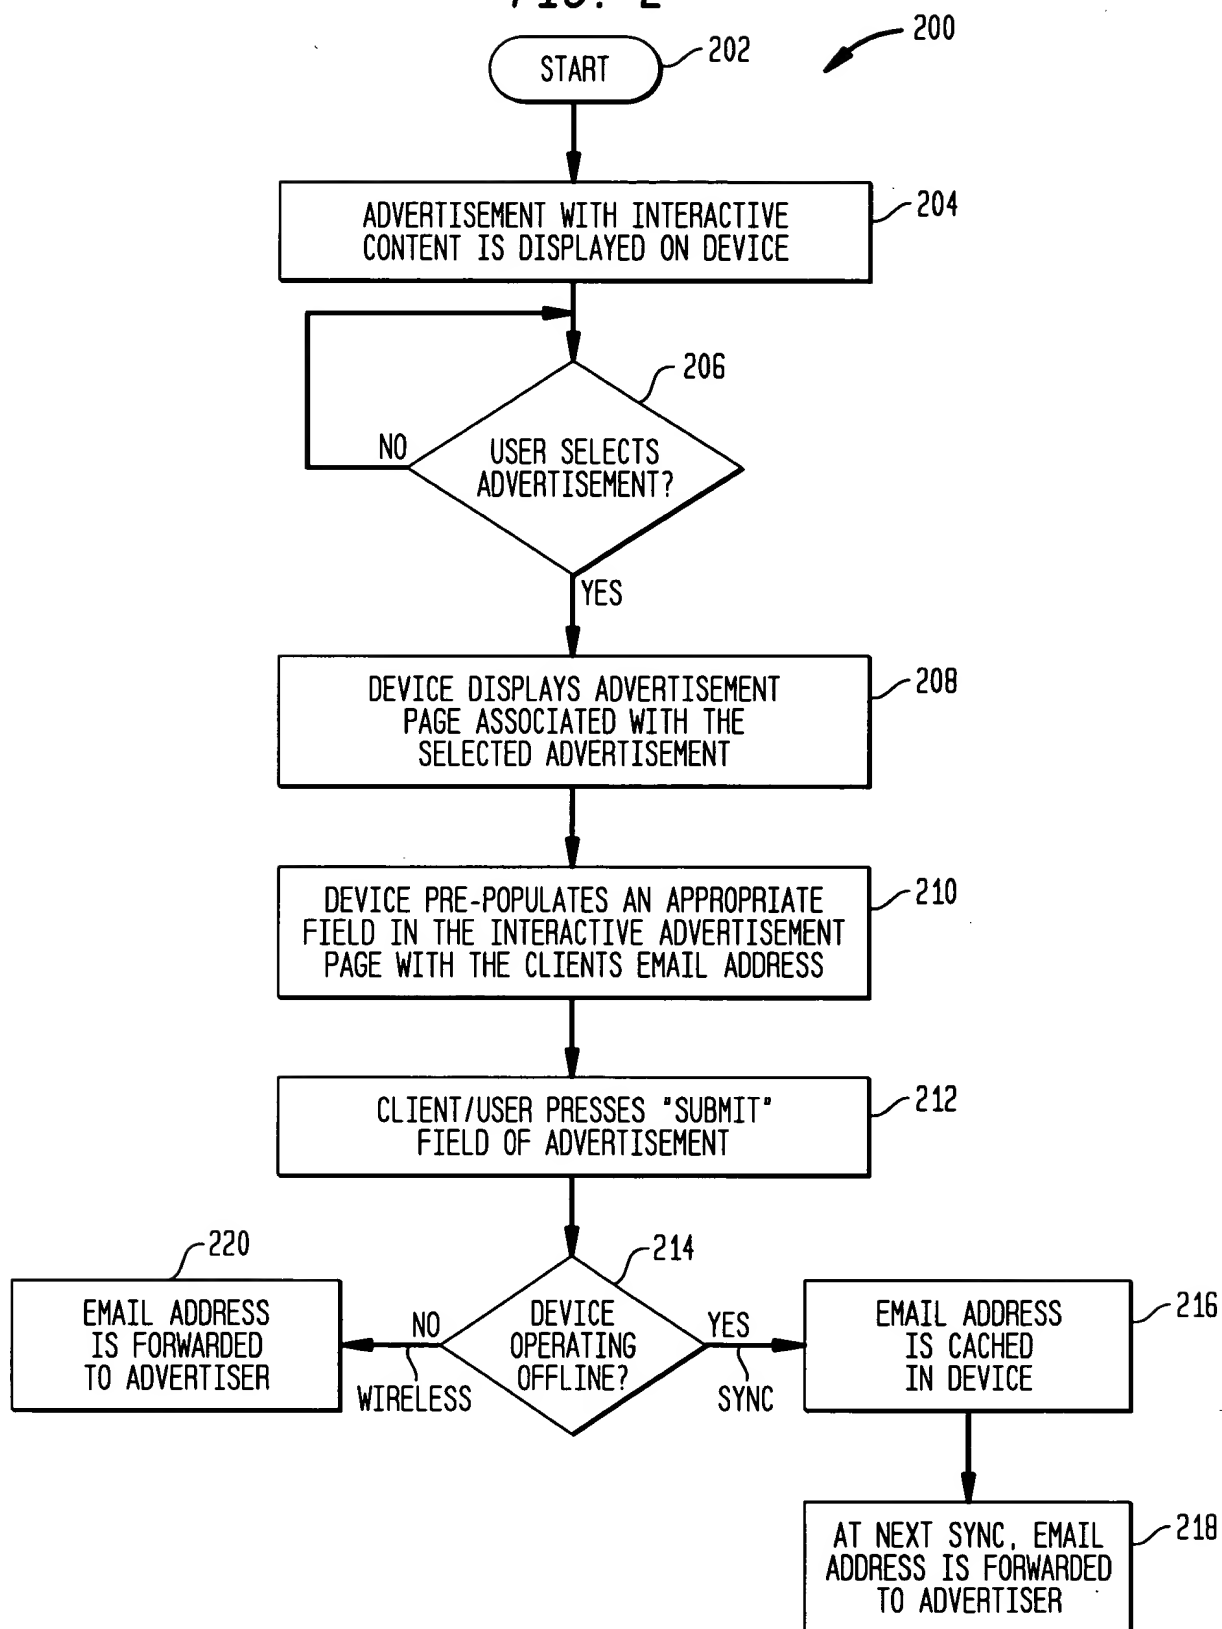 FIG. 2
200
START
202
ADVERTISEMENT WITH INTERACTIVE
CONTENT IS DISPLAYED ON DEVICE
204
206
USER SELECTS
ADVERTISEMENT?
NO
YES
DEVICE DISPLAYS ADVERTISEMENT
PAGE ASSOCIATED WITH THE
SELECTED ADVERTISEMENT
208
DEVICE PRE-POPULATES AN APPROPRIATE
FIELD IN THE INTERACTIVE ADVERTISEMENT
PAGE WITH THE CLIENTS EMAIL ADDRESS
210
CLIENT/USER PRESSES "SUBMIT"
FIELD OF ADVERTISEMENT
212
220
EMAIL ADDRESS
IS FORWARDED
TO ADVERTISER
NO
WIRELESS
214
DEVICE
OPERATING
OFFLINE?
YES
SYNC
EMAIL ADDRESS
IS CACHED
IN DEVICE
216
AT NEXT SYNC, EMAIL
ADDRESS IS FORWARDED
TO ADVERTISER
218